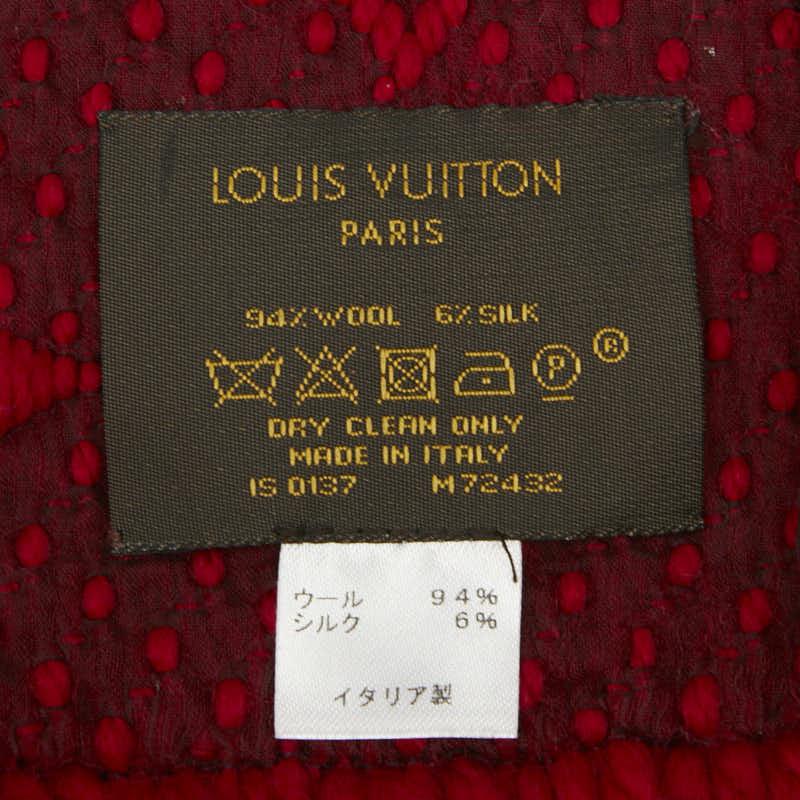 LOUIS VUITTON
PARIS
94% WOOL 6% SILK
P ®
DRY CLEAN ONLY
MADE IN ITALY
IS 0137 M72432
ウール 94%
シルク 6%
イタリア製